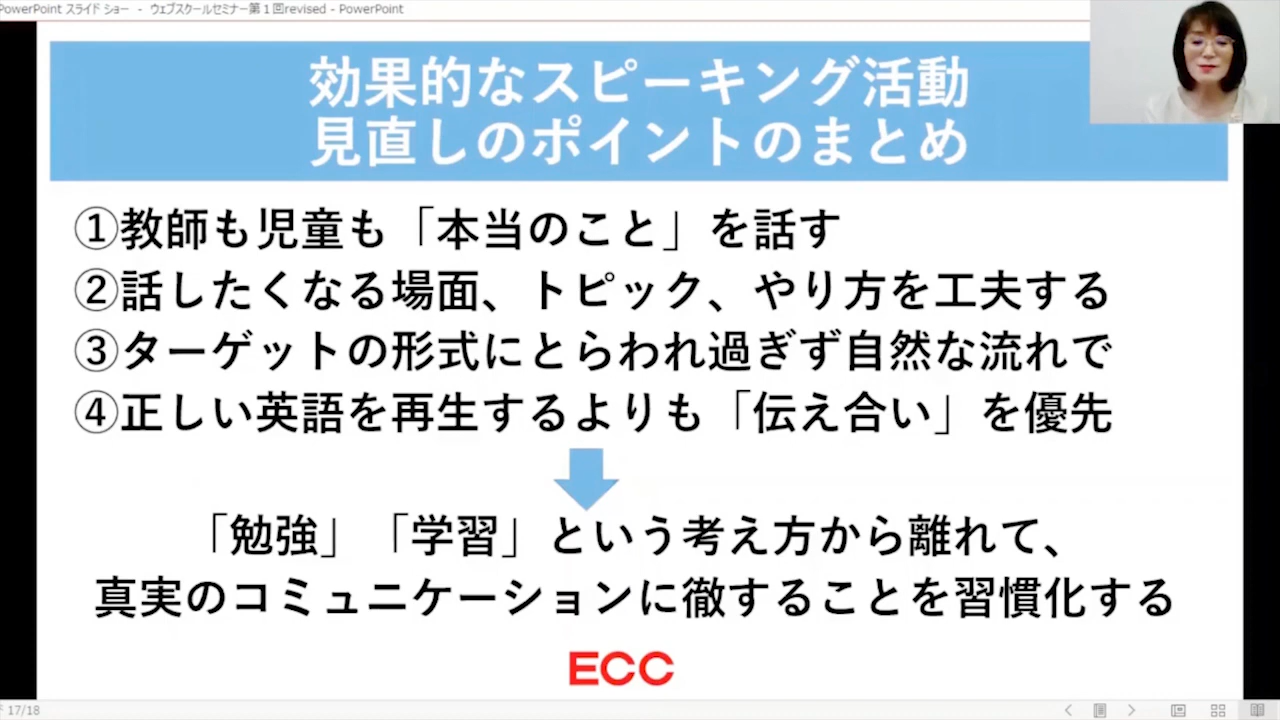 PowerPoint スライド ショー - ウェブスクールセミナー第1回revised - PowerPoint
効果的なスピーキング活動
見直しのポイントのまとめ
①教師も児童も「本当のこと」を話す
②話したくなる場面、トピック、やり方を工夫する
③ターゲットの形式にとらわれ過ぎず自然な流れで
④正しい英語を再生するよりも「伝え合い」を優先
「勉強」「学習」という考え方から離れて、
真実のコミュニケーションに徹することを習慣化する
ECC
17/18